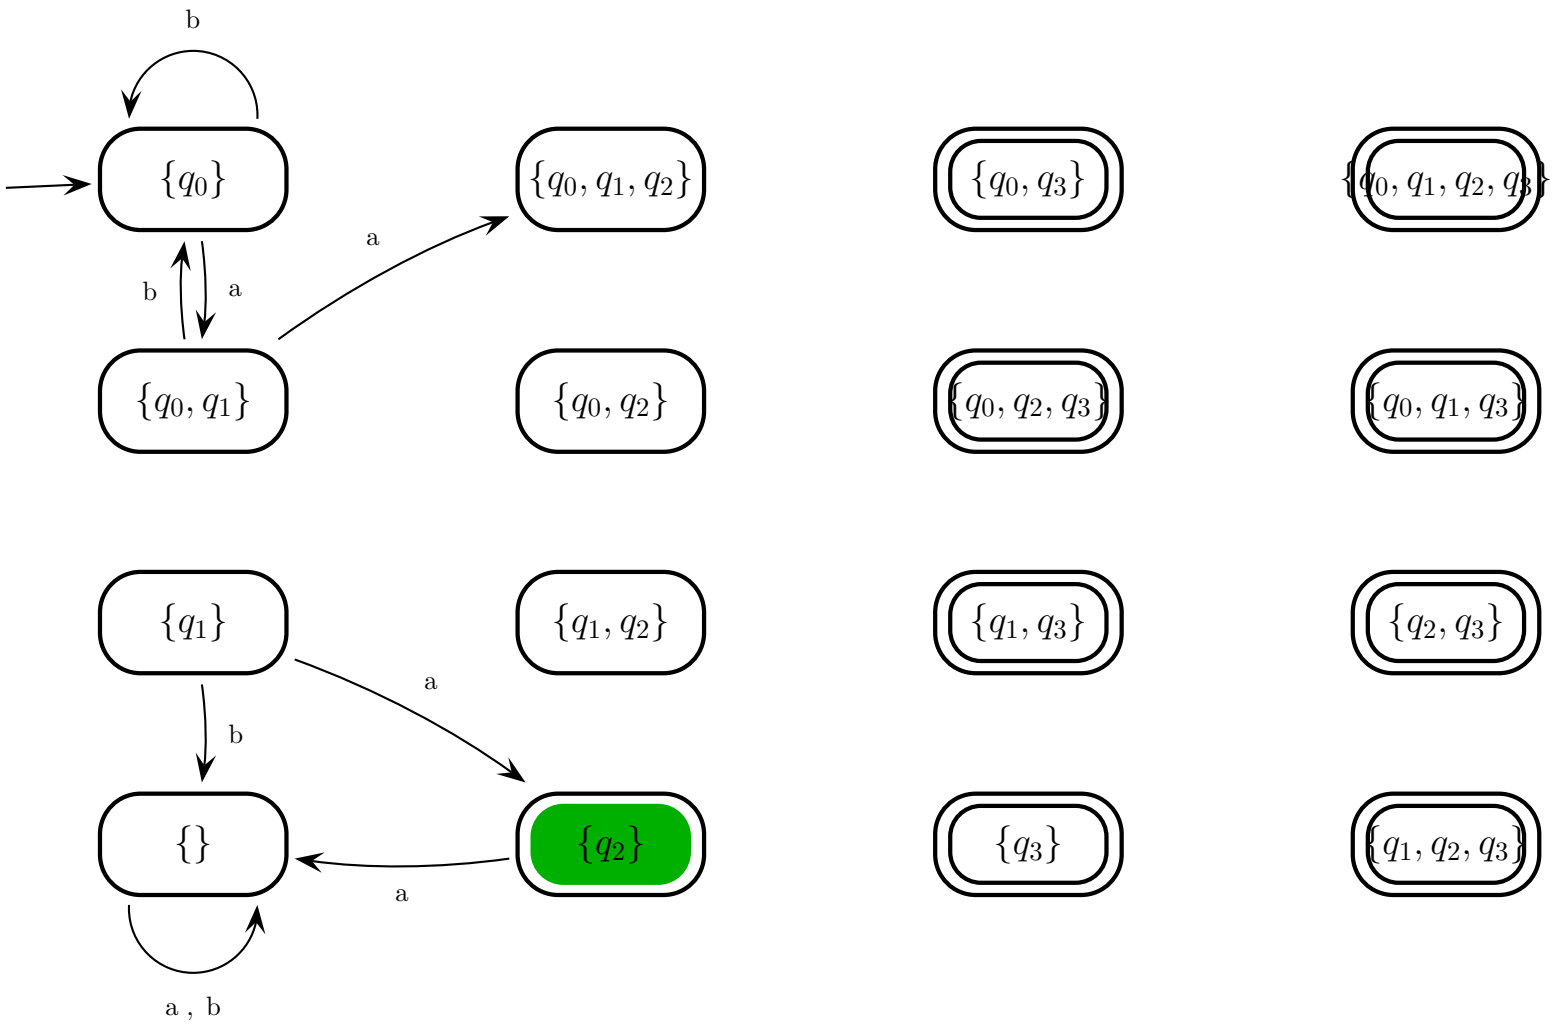 b
{q₀} {q₀, q₁, q₂} {q₀, q₃} {q₀, q₁, q₂, q₃}
a
b a
{q₀, q₁} {q₀, q₂} {q₀, q₂, q₃} {q₀, q₁, q₃}
{q₁} {q₁, q₂} {q₁, q₃} {q₂, q₃}
a
b
{} {q₂} {q₃} {q₁, q₂, q₃}
a
a , b